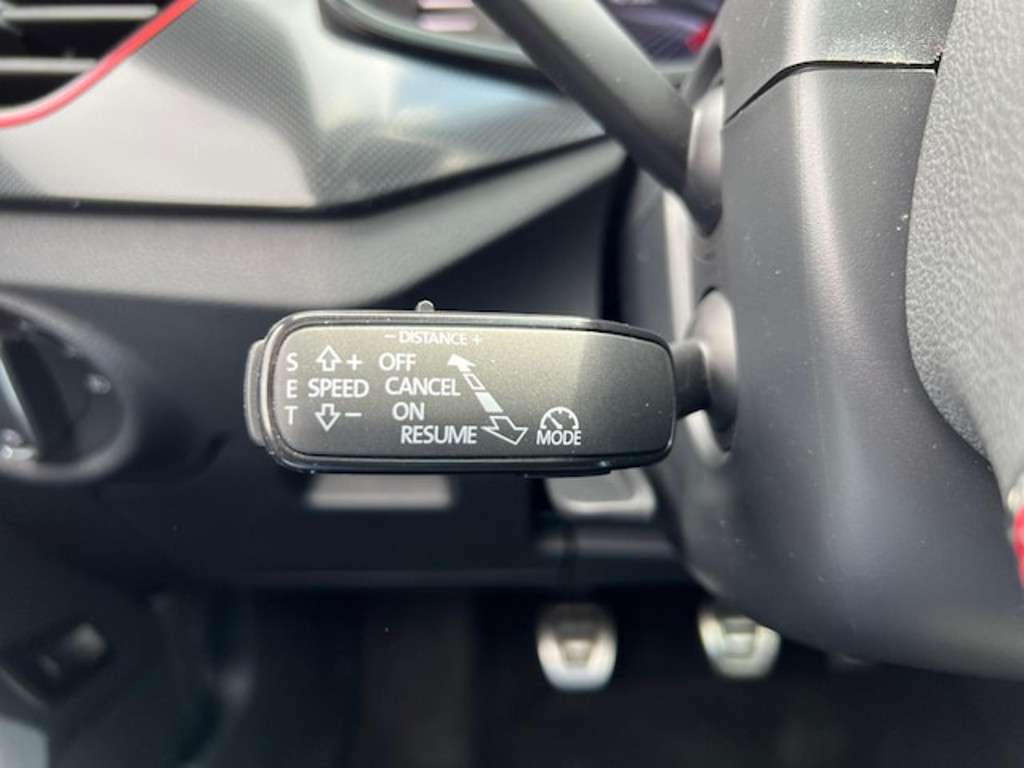 − DISTANCE +
S ⇧ + OFF
E SPEED CANCEL
T ⇩ − ON
RESUME
MODE